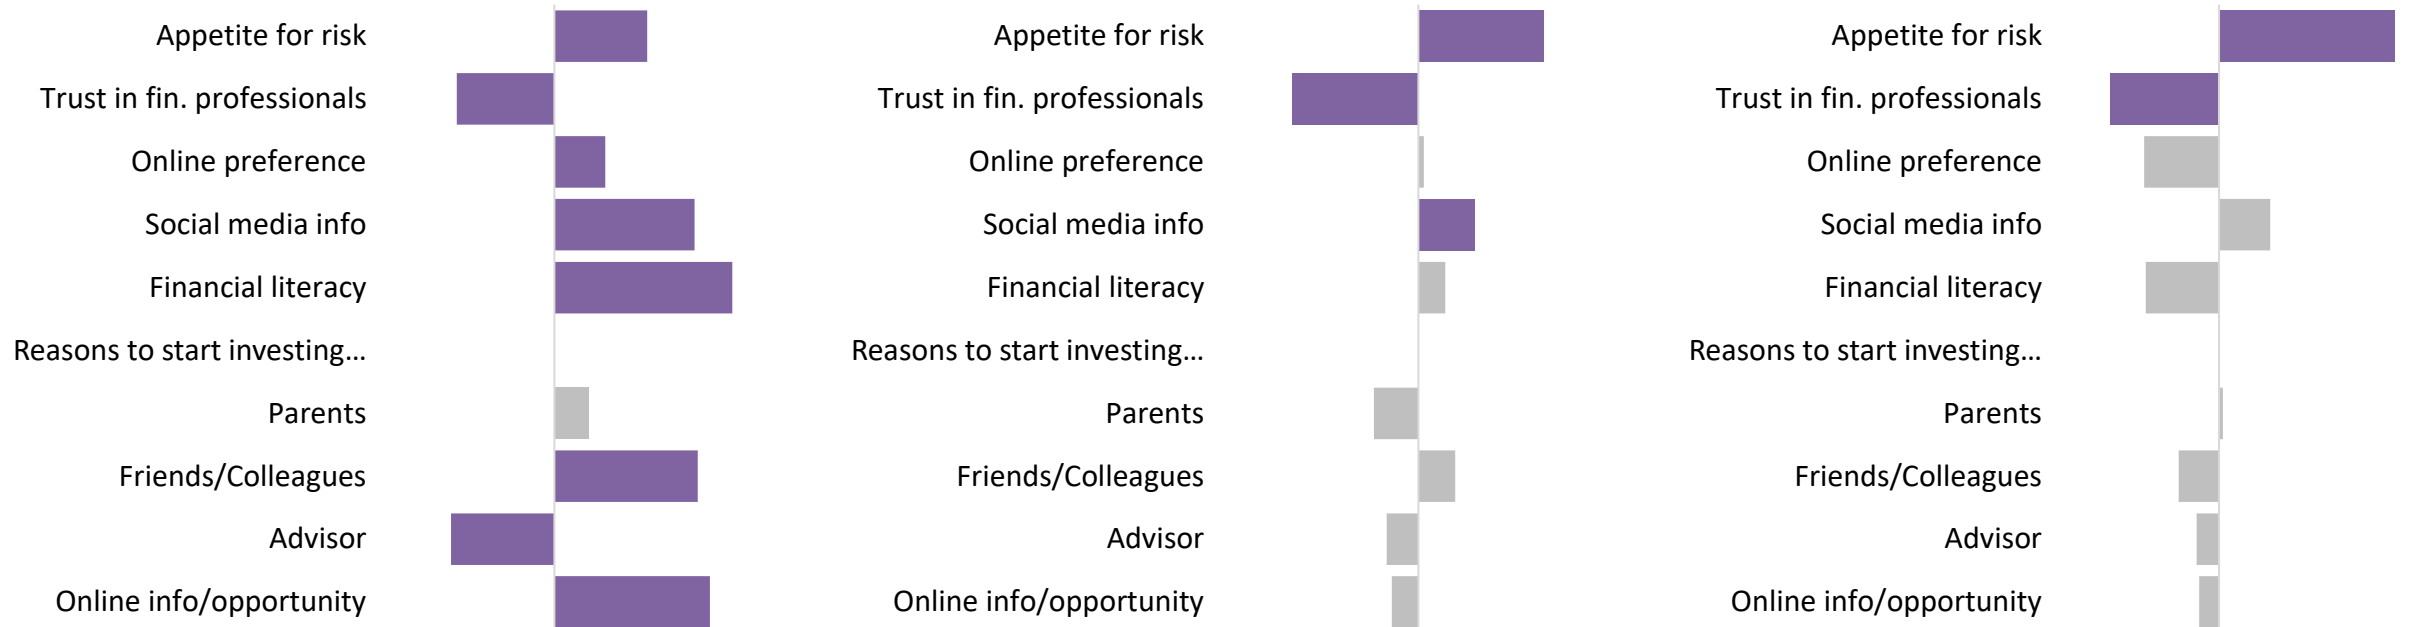 Appetite for risk
Trust in fin. professionals
Online preference
Social media info
Financial literacy
Reasons to start investing...
Parents
Friends/Colleagues
Advisor
Online info/opportunity
Appetite for risk
Trust in fin. professionals
Online preference
Social media info
Financial literacy
Reasons to start investing...
Parents
Friends/Colleagues
Advisor
Online info/opportunity
Appetite for risk
Trust in fin. professionals
Online preference
Social media info
Financial literacy
Reasons to start investing...
Parents
Friends/Colleagues
Advisor
Online info/opportunity